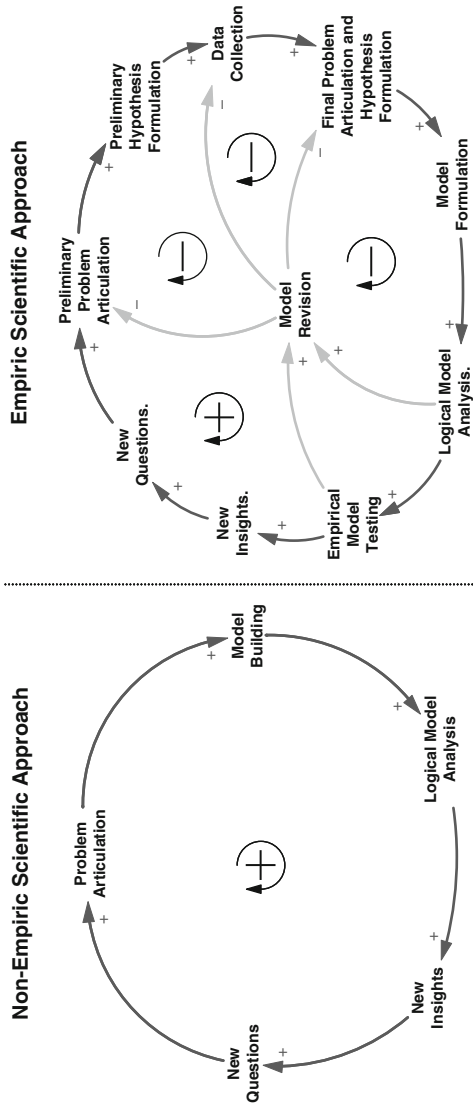 Non-Empiric Scientific Approach
Problem
Articulation
+
Model
Building
+
Logical Model
Analysis
+
New
Insights
+
New
Questions
+
+
Empiric Scientific Approach
Preliminary
Problem
Articulation
+
Preliminary
Hypothesis
Formulation
+
Data
Collection
+
Final Problem
Articulation and
Hypothesis
Formulation
+
Model
Formulation
+
Logical Model
Analysis.
+
Empirical
Model
Testing
+
New
Insights.
+
New
Questions.
+
Model
Revision
+
+
−
−
−
+
−
−
−